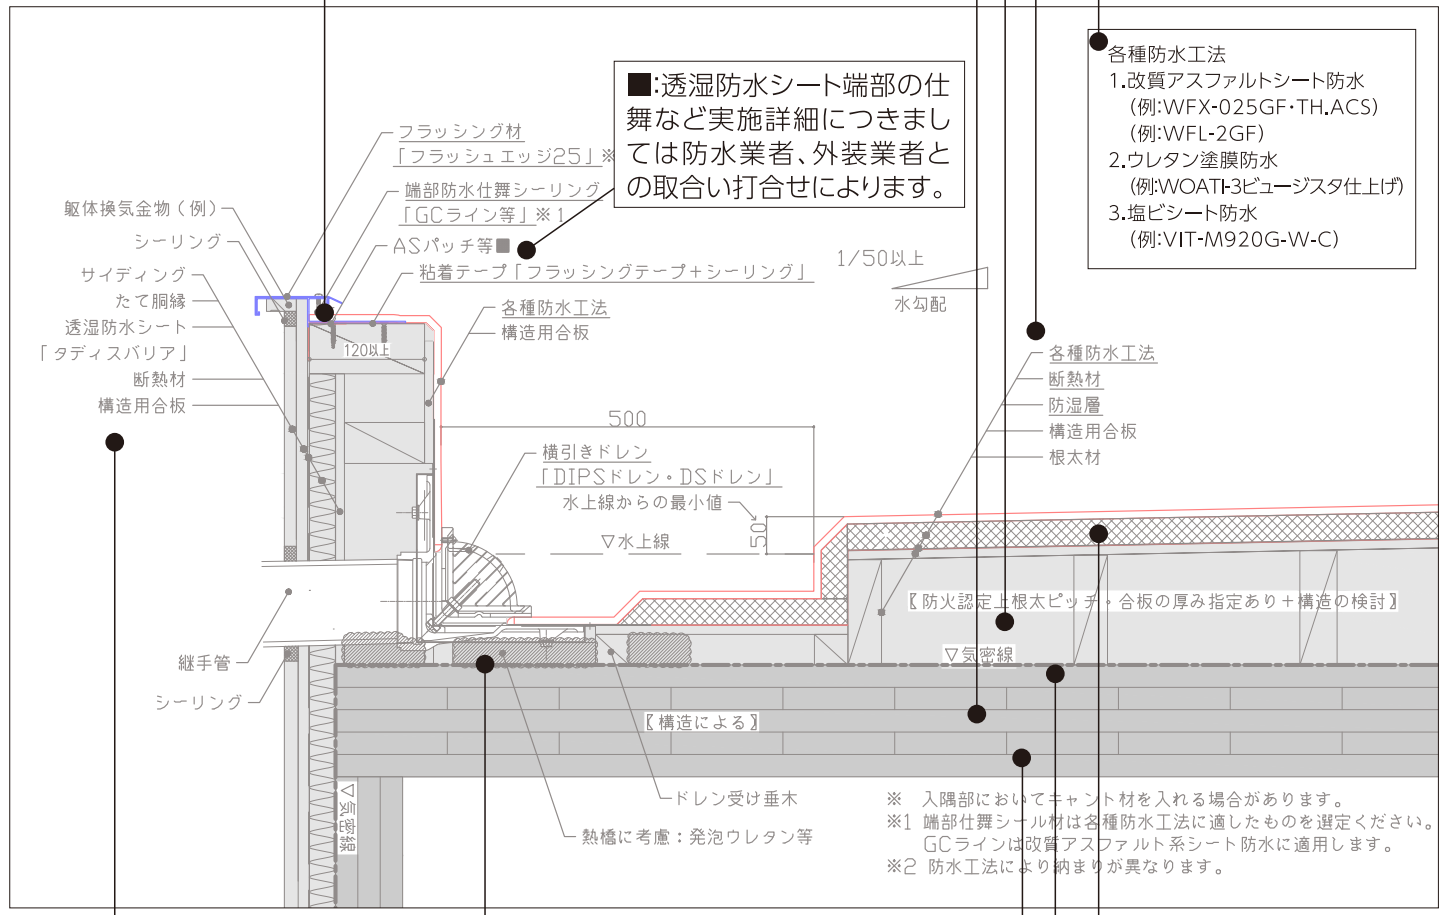 各種防水工法
1.改質アスファルトシート防水
(例:WFX-025GF・TH.ACS)
(例:WFL-2GF)
2.ウレタン塗膜防水
(例:WOATI-3ビュージスタ仕上げ)
3.塩ビシート防水
(例:VIT-M920G-W-C)
■:透湿防水シート端部の仕
舞など実施詳細につきまし
ては防水業者、外装業者と
の取合い打合せによります。
フラッシング材
「フラッシュエッジ25」※
端部防水仕舞シーリング
「GCライン等」※1
ASパッチ等■
粘着テープ「フラッシングテープ+シーリング」
各種防水工法
構造用合板
躯体換気金物(例)
シーリング
サイディング
たて胴縁
透湿防水シート
「タディスバリア」
断熱材
構造用合板
120以上
1/50以上
水勾配
各種防水工法
断熱材
防湿層
構造用合板
根太材
500
横引きドレン
「DIPSドレン・DSドレン」
水上線からの最小値
50
▽水上線
【防火認定上根太ピッチ・合板の厚み指定あり+構造の検討】
▽気密線
継手管
シーリング
【構造による】
▽気密線
ドレン受け垂木
熱橋に考慮:発泡ウレタン等
※ 入隅部においてキャント材を入れる場合があります。
※1 端部仕舞シール材は各種防水工法に適したものを選定ください。
GCラインは改質アスファルト系シート防水に適用します。
※2 防水工法により納まりが異なります。